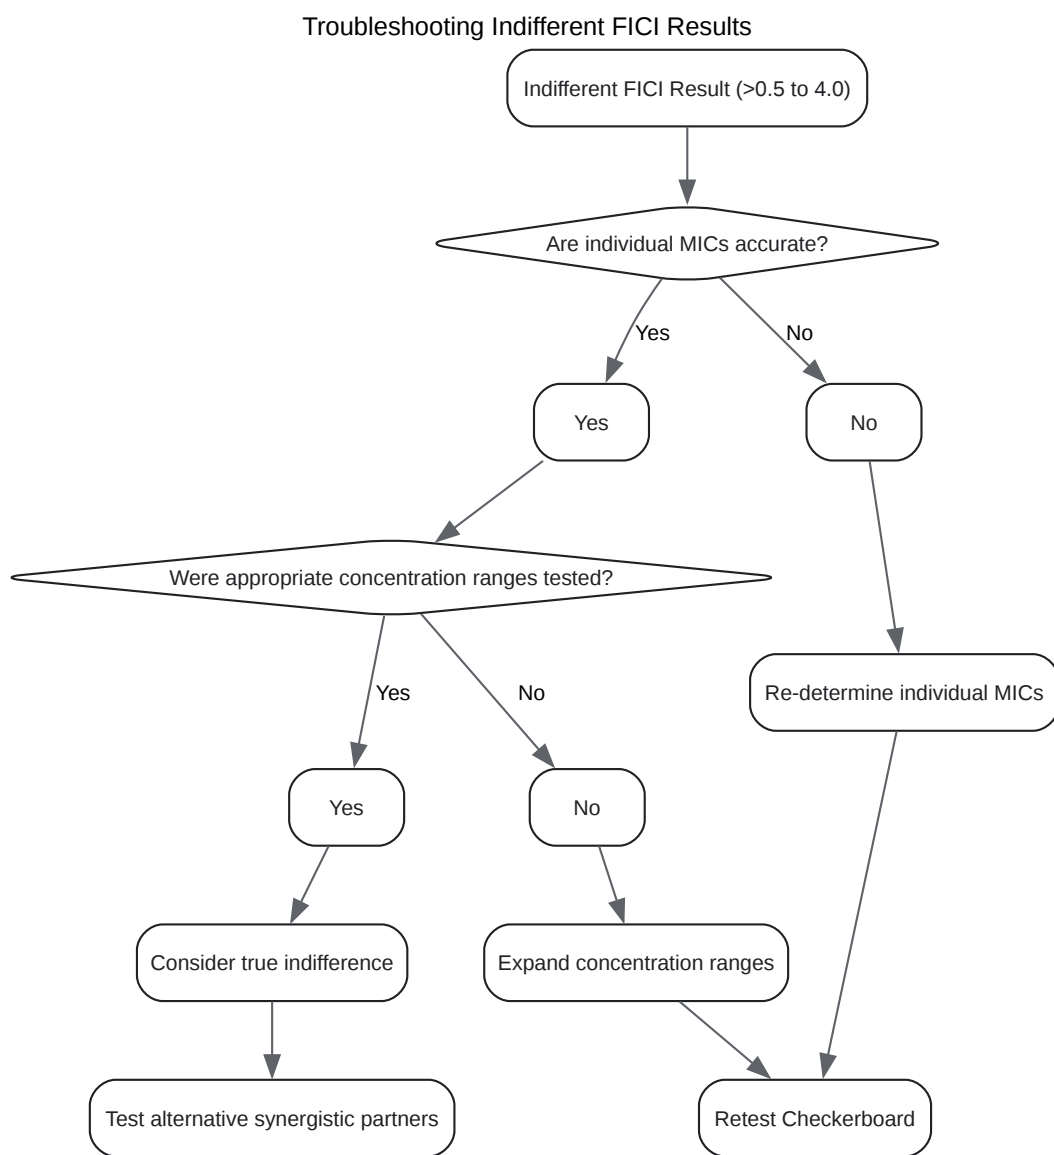 Troubleshooting Indifferent FICI Results
Indifferent FICI Result (>0.5 to 4.0)
Are individual MICs accurate?
Yes
No
Yes
No
Were appropriate concentration ranges tested?
Yes
No
Re-determine individual MICs
Yes
No
Consider true indifference
Expand concentration ranges
Test alternative synergistic partners
Retest Checkerboard